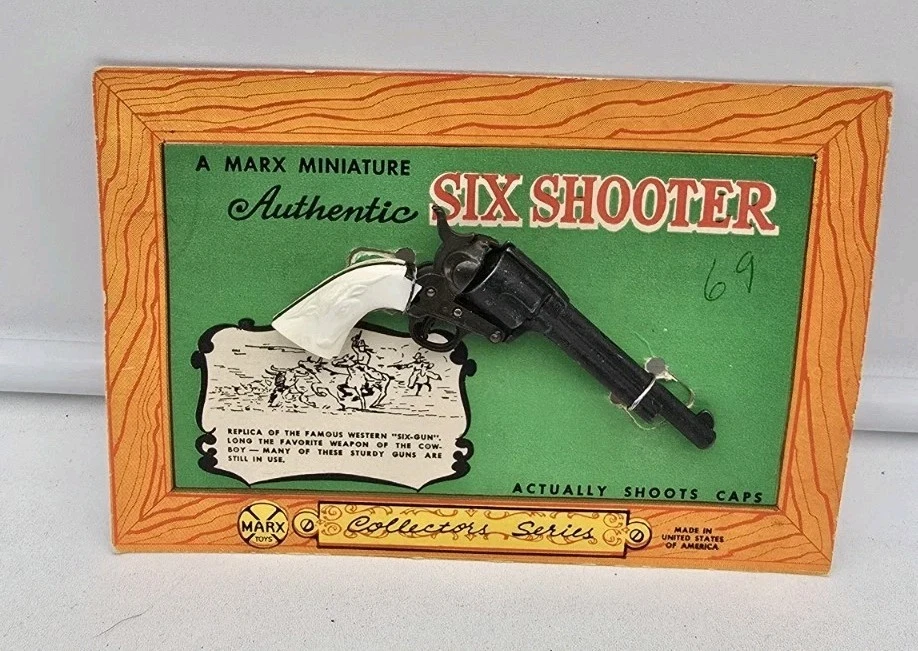 A MARX MINIATURE
Authentic SIX SHOOTER
69
REPLICA OF THE FAMOUS WESTERN "SIX-GUN".
LONG THE FAVORITE WEAPON OF THE COW-
BOY — MANY OF THESE STURDY GUNS ARE
STILL IN USE.
ACTUALLY SHOOTS CAPS
MARX
TOYS
Collectors Series
MADE IN
UNITED STATES
OF AMERICA